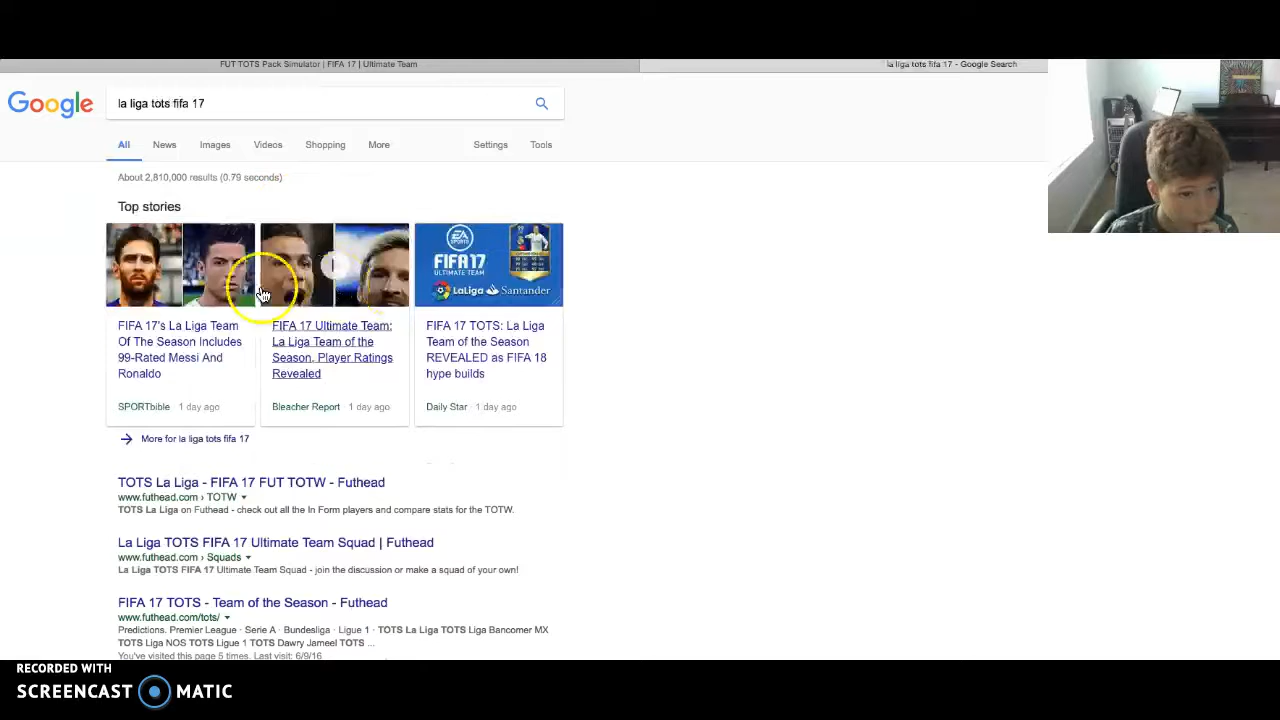 FUT TOTS Pack Simulator | FIFA 17 | Ultimate Team
la liga tots fifa 17 - Google Search
Google
la liga tots fifa 17
All News Images Videos Shopping More Settings Tools
About 2,810,000 results (0.79 seconds)
Top stories
EA SPORTS
FIFA 17
ULTIMATE TEAM
LaLiga Santander
FIFA 17's La Liga Team
Of The Season Includes
99-Rated Messi And
Ronaldo
SPORTbible 1 day ago
FIFA 17 Ultimate Team:
La Liga Team of the
Season, Player Ratings
Revealed
Bleacher Report 1 day ago
FIFA 17 TOTS: La Liga
Team of the Season
REVEALED as FIFA 18
hype builds
Daily Star 1 day ago
More for la liga tots fifa 17
TOTS La Liga - FIFA 17 FUT TOTW - Futhead
www.futhead.com › TOTW
TOTS La Liga on Futhead - check out all the In Form players and compare stats for the TOTW.
La Liga TOTS FIFA 17 Ultimate Team Squad | Futhead
www.futhead.com › Squads
La Liga TOTS FIFA 17 Ultimate Team Squad - join the discussion or make a squad of your own!
FIFA 17 TOTS - Team of the Season - Futhead
www.futhead.com/tots/
Predictions. Premier League · Serie A · Bundesliga · Ligue 1 · TOTS La Liga TOTS Liga Bancomer MX
TOTS Liga NOS TOTS Ligue 1 TOTS Dawry Jameel TOTS ...
You've visited this page 5 times. Last visit: 6/9/16
RECORDED WITH
SCREENCAST MATIC